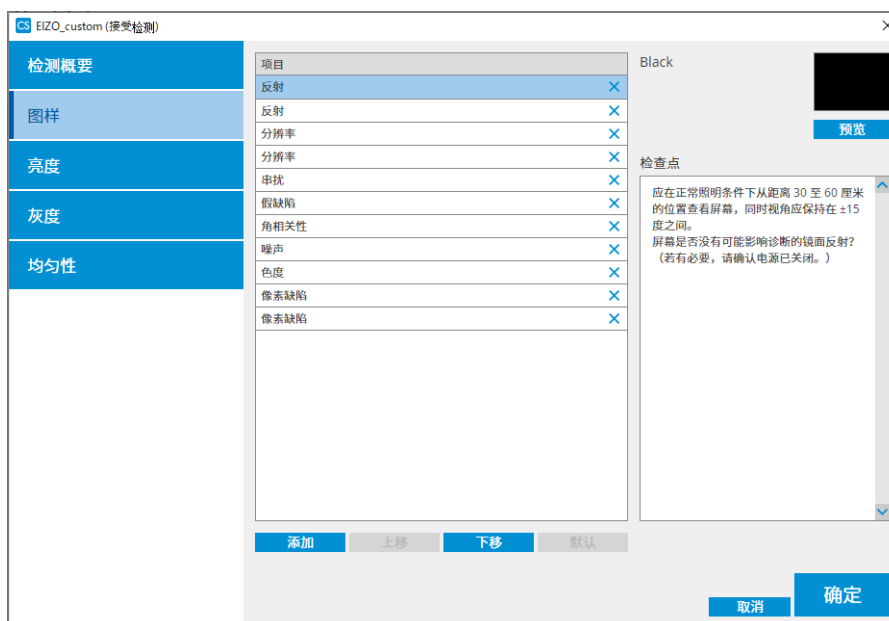 CS EIZO_custom (接受检测)
检测概要
图样
亮度
灰度
均匀性
项目
反射
反射
分辨率
分辨率
串扰
假缺陷
角相关性
噪声
色度
像素缺陷
像素缺陷
添加
上移
下移
默认
Black
预览
检查点
应在正常照明条件下从距离 30 至 60 厘米
的位置查看屏幕，同时视角应保持在 ±15
度之间。
屏幕是否没有可能影响诊断的镜面反射？
（若有必要，请确认电源已关闭。）
取消
确定